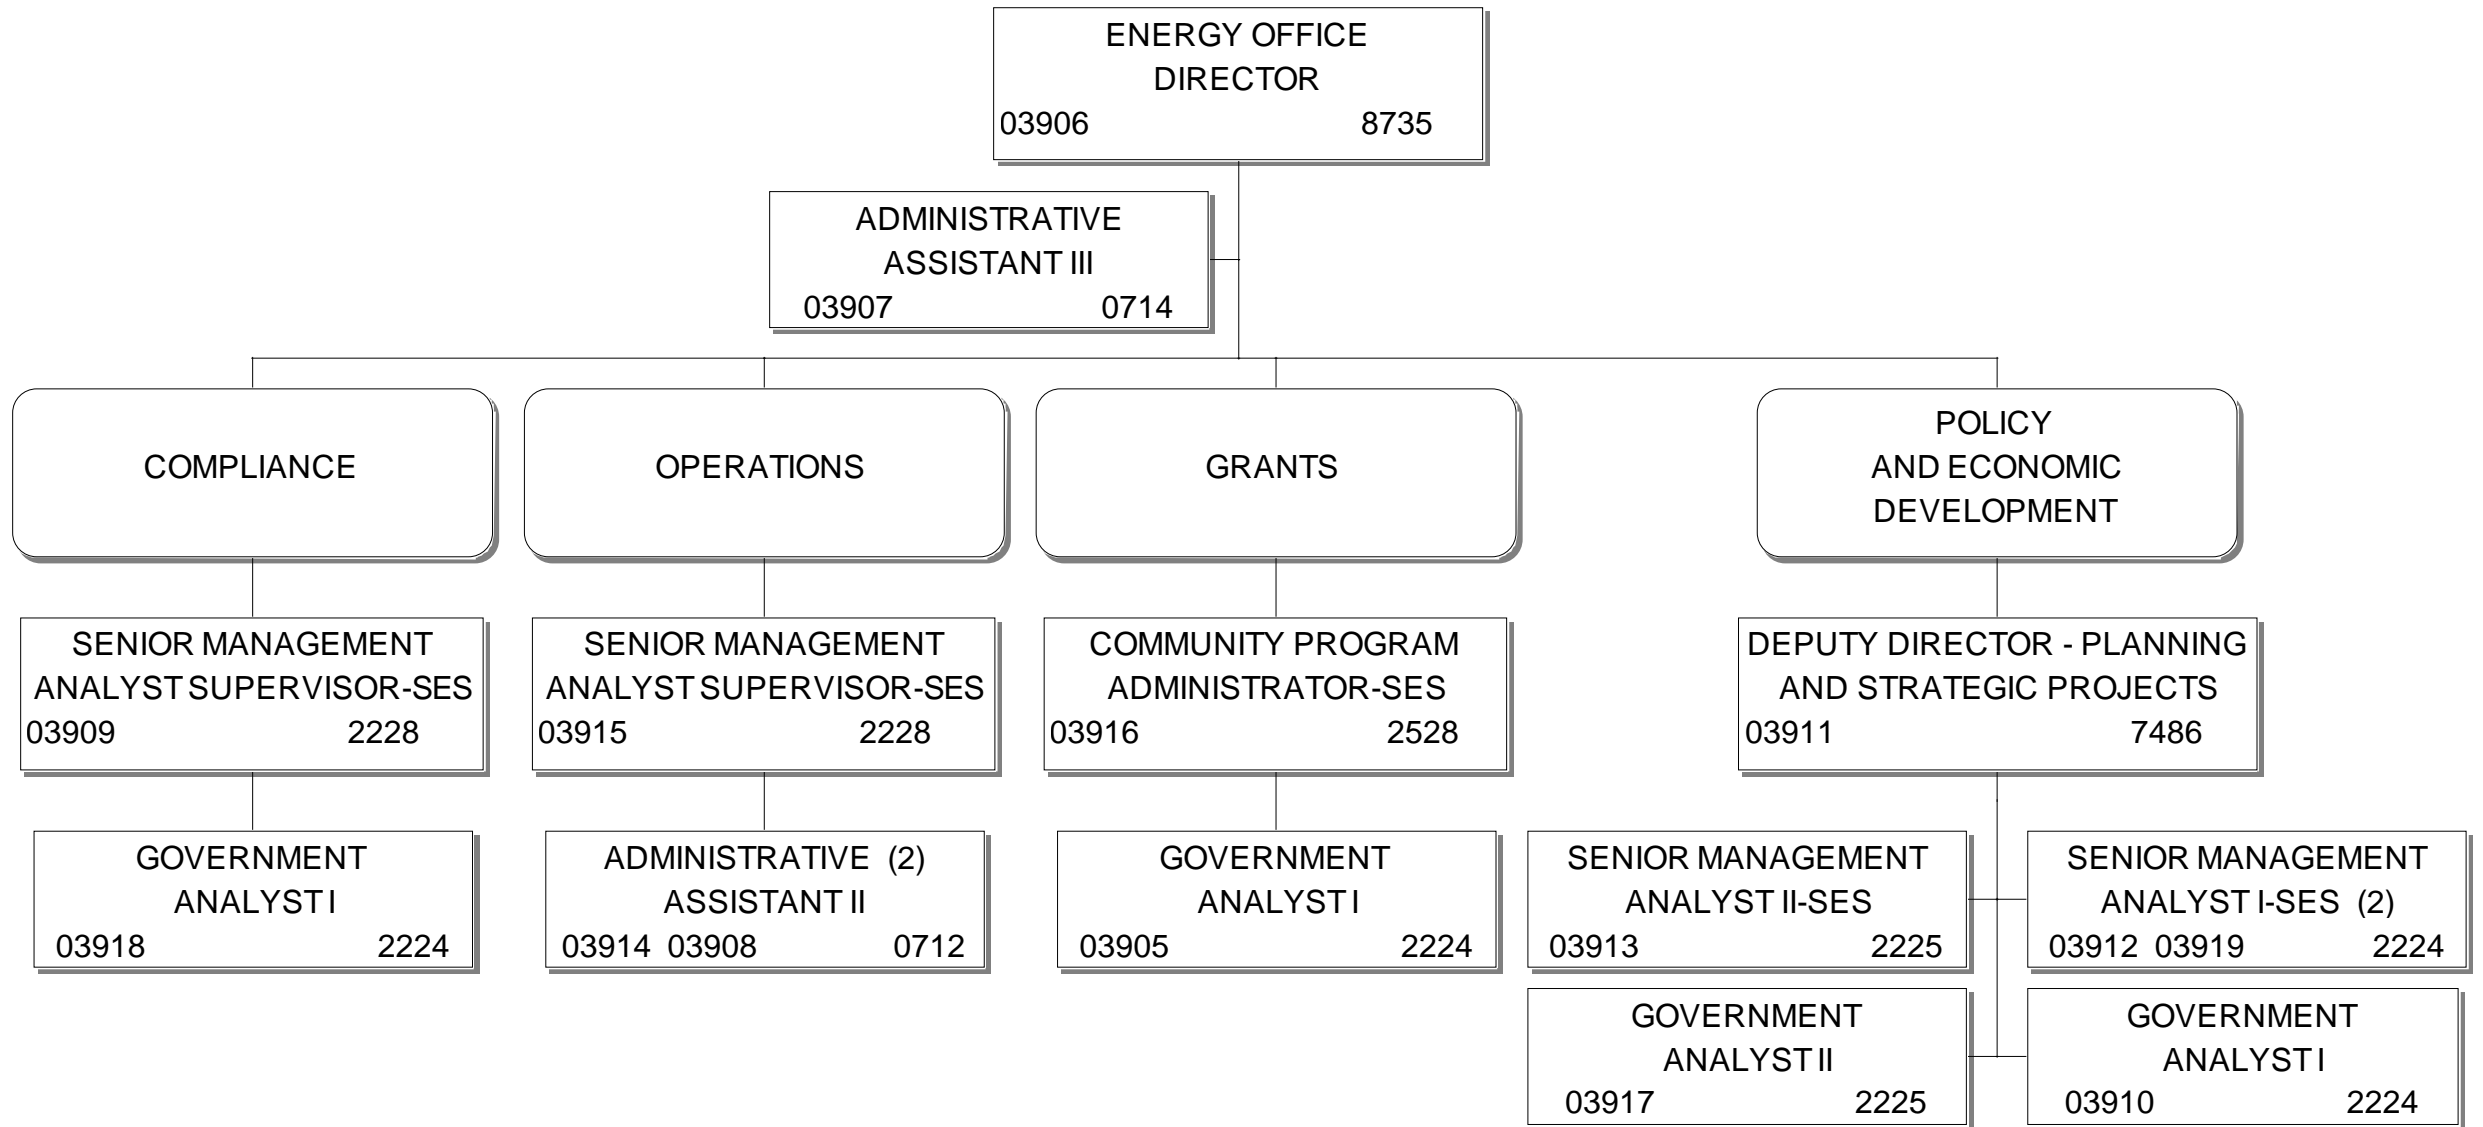 ENERGY OFFICE
DIRECTOR
03906 8735
ADMINISTRATIVE
ASSISTANT III
03907 0714
COMPLIANCE
OPERATIONS
GRANTS
POLICY
AND ECONOMIC
DEVELOPMENT
SENIOR MANAGEMENT
ANALYST SUPERVISOR-SES
03909 2228
SENIOR MANAGEMENT
ANALYST SUPERVISOR-SES
03915 2228
COMMUNITY PROGRAM
ADMINISTRATOR-SES
03916 2528
DEPUTY DIRECTOR - PLANNING
AND STRATEGIC PROJECTS
03911 7486
GOVERNMENT
ANALYST I
03918 2224
ADMINISTRATIVE (2)
ASSISTANT II
03914 03908 0712
GOVERNMENT
ANALYST I
03905 2224
SENIOR MANAGEMENT
ANALYST II-SES
03913 2225
SENIOR MANAGEMENT
ANALYST I-SES (2)
03912 03919 2224
GOVERNMENT
ANALYST II
03917 2225
GOVERNMENT
ANALYST I
03910 2224